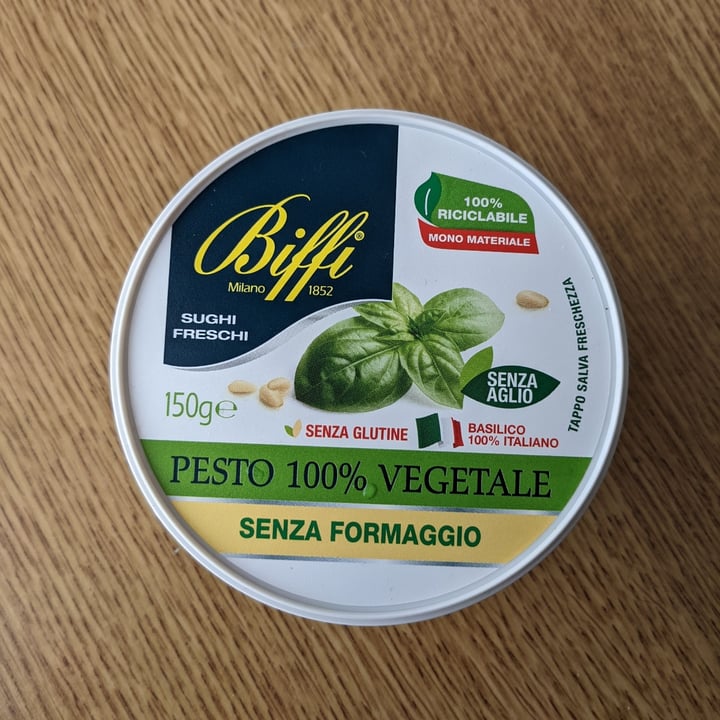 Biffi®
Milano 1852
SUGHI
FRESCHI
100%
RICICLABILE
MONO MATERIALE
TAPPO SALVA FRESCHEZZA
SENZA
AGLIO
150g℮
SENZA GLUTINE
BASILICO
100% ITALIANO
PESTO 100% VEGETALE
SENZA FORMAGGIO